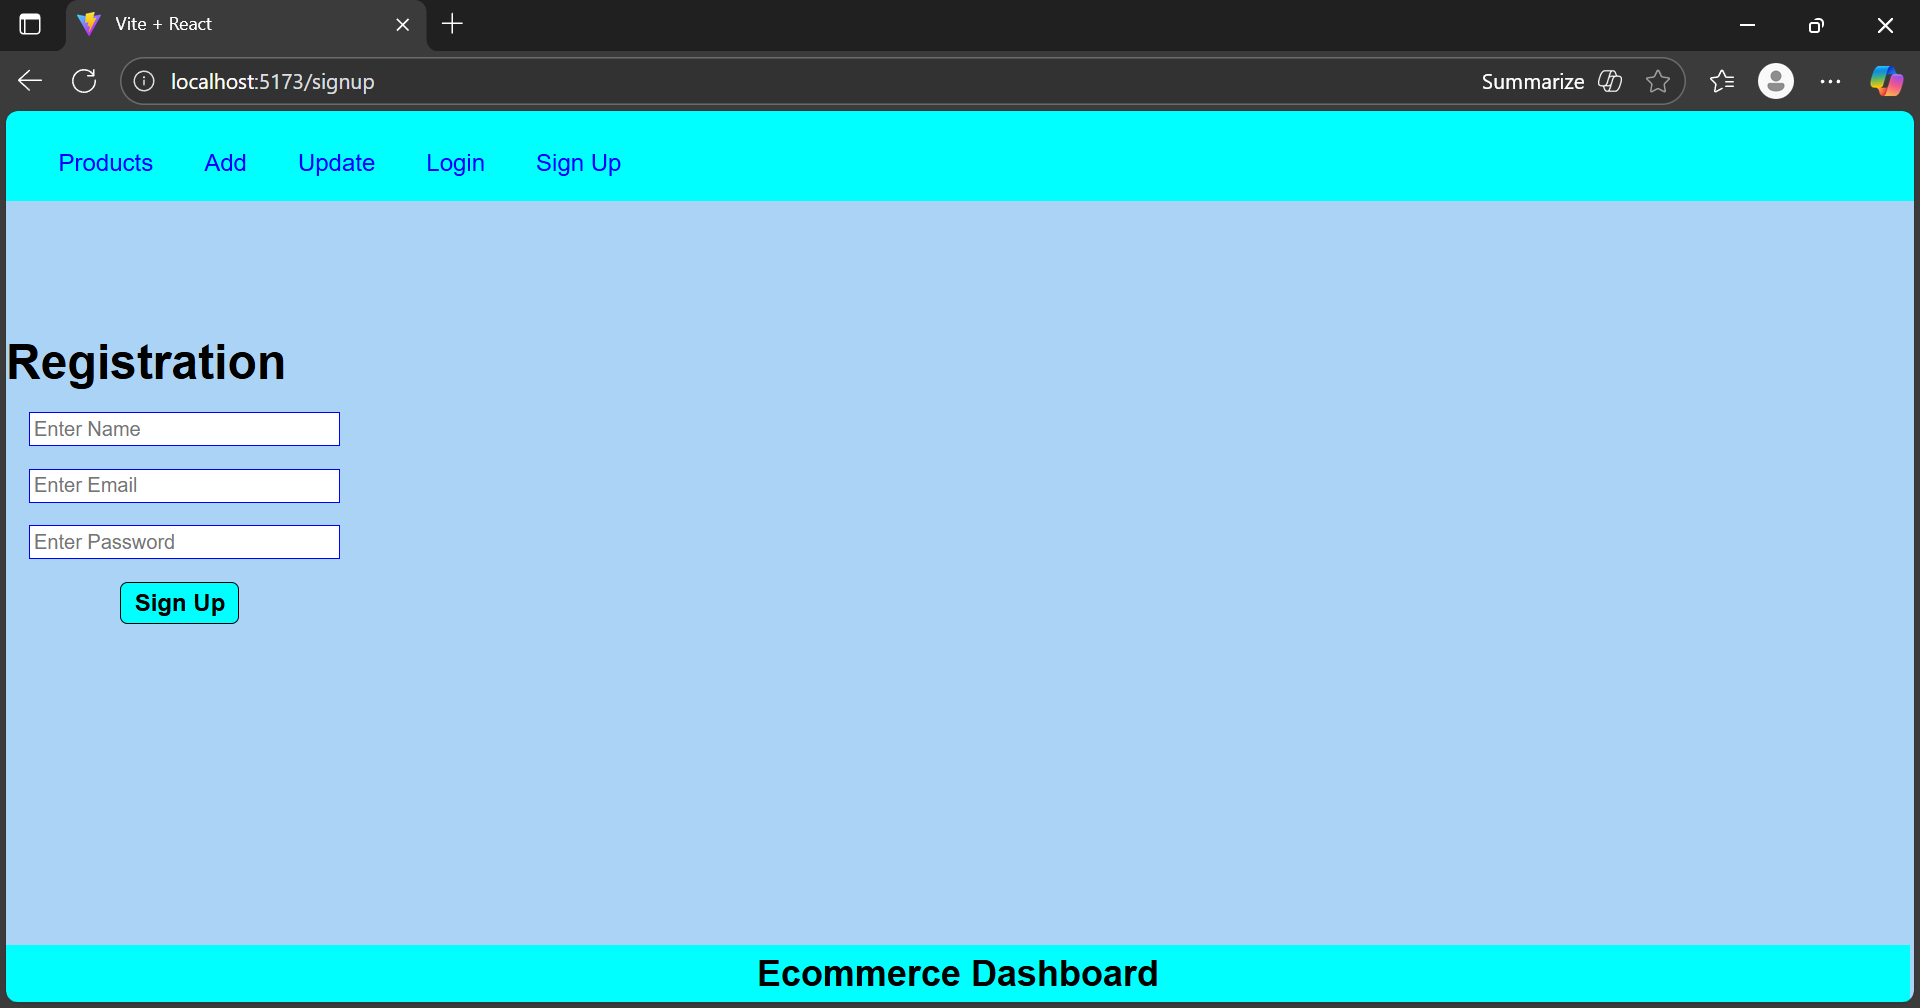 Vite + React
localhost:5173/signup
Summarize
Products Add Update Login Sign Up
Registration
Enter Name
Enter Email
Enter Password
Sign Up
Ecommerce Dashboard